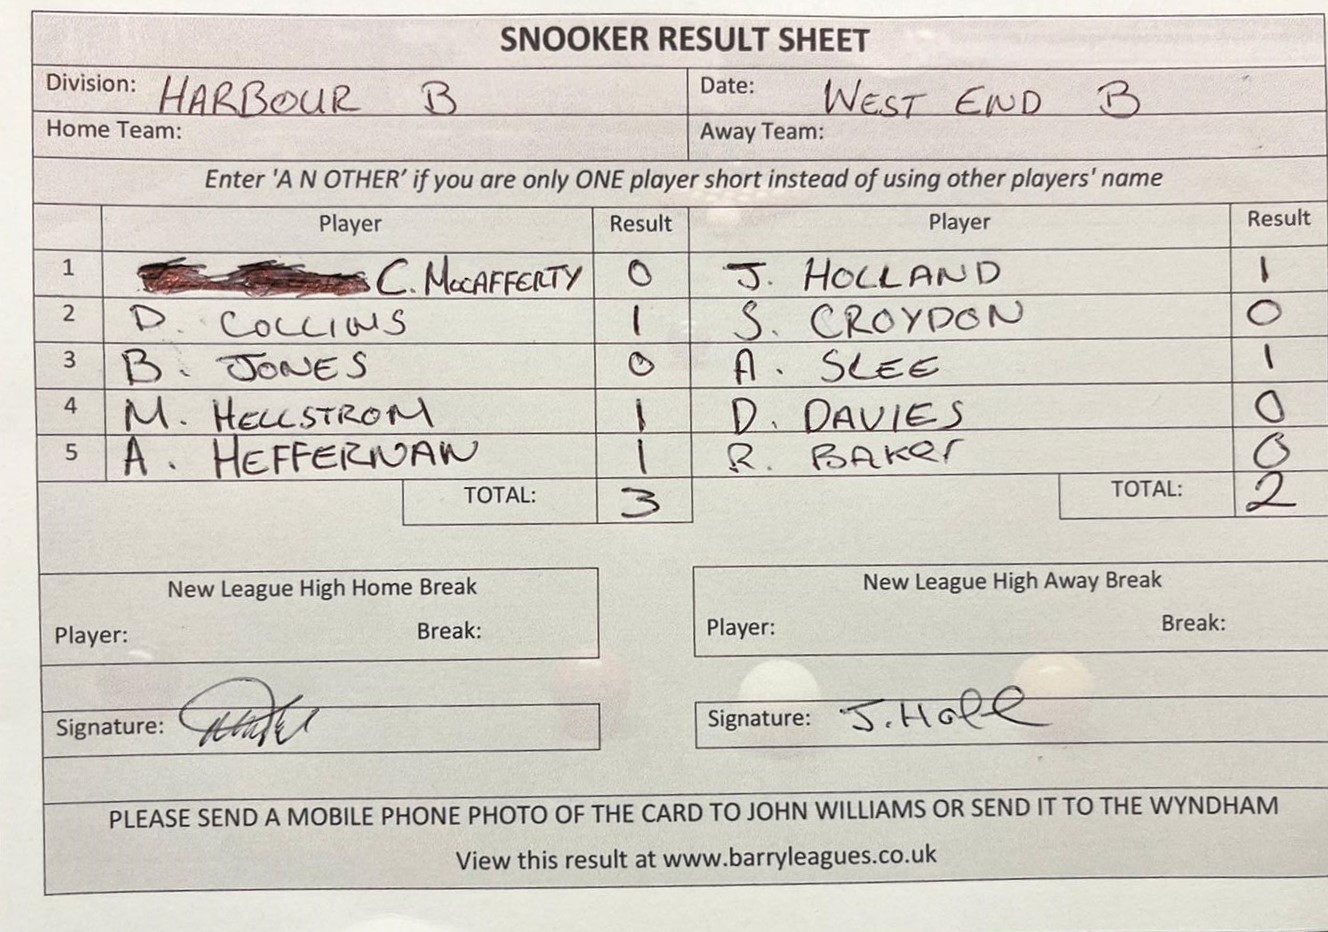 SNOOKER RESULT SHEET
Division: HARBOUR B Date: WEST END B
Home Team: Away Team:
Enter 'A N OTHER' if you are only ONE player short instead of using other players' name
Player Result Player Result
1 C. McCAFFERTY 0 J. HOLLAND 1
2 D. COLLINS 1 S. CROYDON 0
3 B. JONES 0 A. SLEE 1
4 M. HELLSTROM 1 D. DAVIES 0
5 A. HEFFERNAN 1 R. BAKER 0
TOTAL: 3 TOTAL: 2
New League High Home Break New League High Away Break
Player: Break: Player: Break:
Signature: Signature: J. Holl
PLEASE SEND A MOBILE PHONE PHOTO OF THE CARD TO JOHN WILLIAMS OR SEND IT TO THE WYNDHAM
View this result at www.barryleagues.co.uk